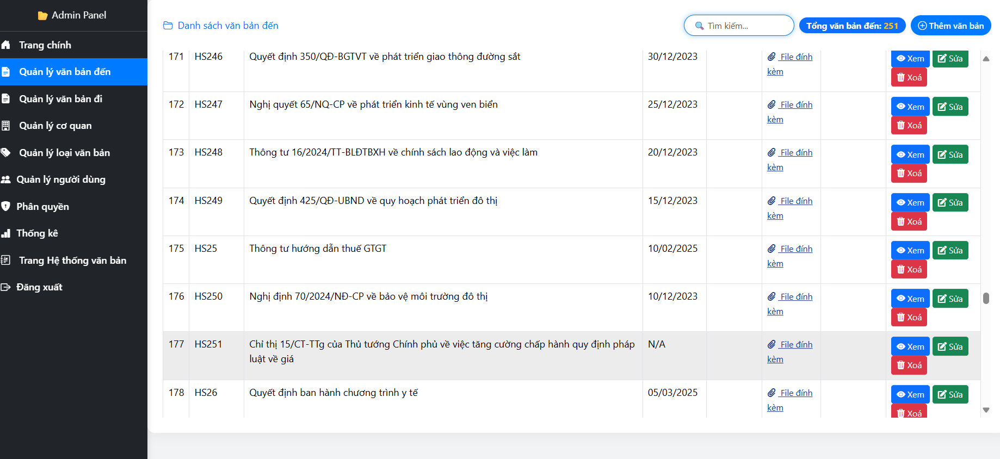 Admin Panel
Trang chính
Quản lý văn bản đến
Quản lý văn bản đi
Quản lý cơ quan
Quản lý loại văn bản
Quản lý người dùng
Phân quyền
Thống kê
Trang Hệ thống văn bản
Đăng xuất
Danh sách văn bản đến
Tìm kiếm...
Tổng văn bản đến: 251
Thêm văn bản
171 HS246 Quyết định 350/QĐ-BGTVT về phát triển giao thông đường sắt 30/12/2023 File đính Xem Sửa
kèm Xoá
172 HS247 Nghị quyết 65/NQ-CP về phát triển kinh tế vùng ven biển 25/12/2023 File đính Xem Sửa
kèm Xoá
173 HS248 Thông tư 16/2024/TT-BLĐTBXH về chính sách lao động và việc làm 20/12/2023 File đính Xem Sửa
kèm Xoá
174 HS249 Quyết định 425/QĐ-UBND về quy hoạch phát triển đô thị 15/12/2023 File đính Xem Sửa
kèm Xoá
175 HS25 Thông tư hướng dẫn thuế GTGT 10/02/2025 File đính Xem Sửa
kèm Xoá
176 HS250 Nghị định 70/2024/NĐ-CP về bảo vệ môi trường đô thị 10/12/2023 File đính Xem Sửa
kèm Xoá
177 HS251 Chỉ thị 15/CT-TTg của Thủ tướng Chính phủ về việc tăng cường chấp hành quy định pháp N/A File đính Xem Sửa
luật về giá kèm Xoá
178 HS26 Quyết định ban hành chương trình y tế 05/03/2025 File đính Xem Sửa
kèm Xoá